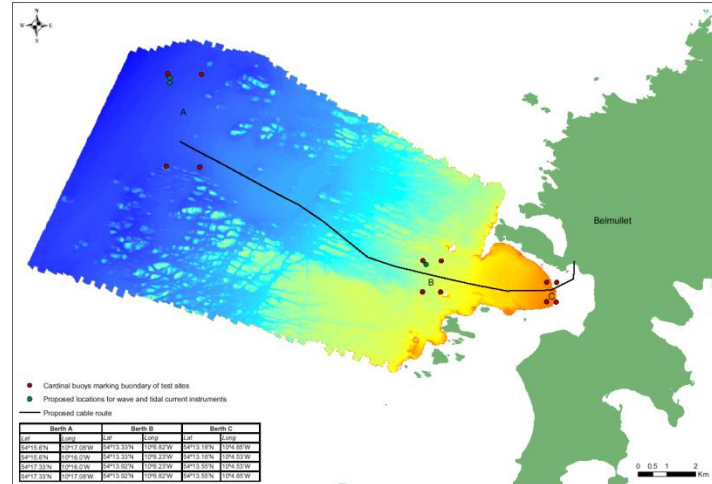 N
W E
S
A
Belmullet
B
C
Cardinal buoys marking buundary of test sites
Proposed locations for wave and tidal current instruments
Proposed cable route
0 0.5 1 2
Km
Berth A Berth B Berth C
Lat Long Lat Long Lat Long
54°15.6'N 10°17.08'W 54°13.33'N 10°8.82'W 54°13.18'N 10°4.85'W
54°15.6'N 10°16.0'W 54°13.33'N 10°8.23'W 54°13.18'N 10°4.53'W
54°17.33'N 10°16.0'W 54°13.92'N 10°8.23'W 54°13.55'N 10°4.53'W
54°17.33'N 10°17.08'W 54°13.92'N 10°8.82'W 54°13.55'N 10°4.85'W